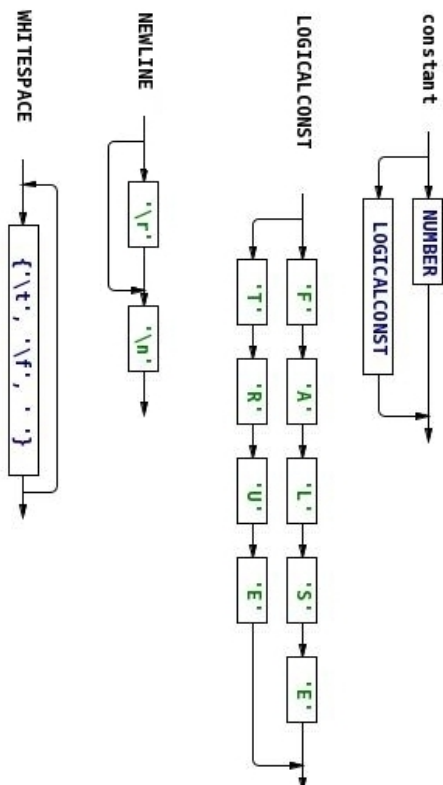 constant
NUMBER
LOGICALCONST
LOGICALCONST
'F' 'A' 'L' 'S' 'E'
'T' 'R' 'U' 'E'
NEWLINE
'\r' '\n'
WHITESPACE
{'\t', '\f', ' '}